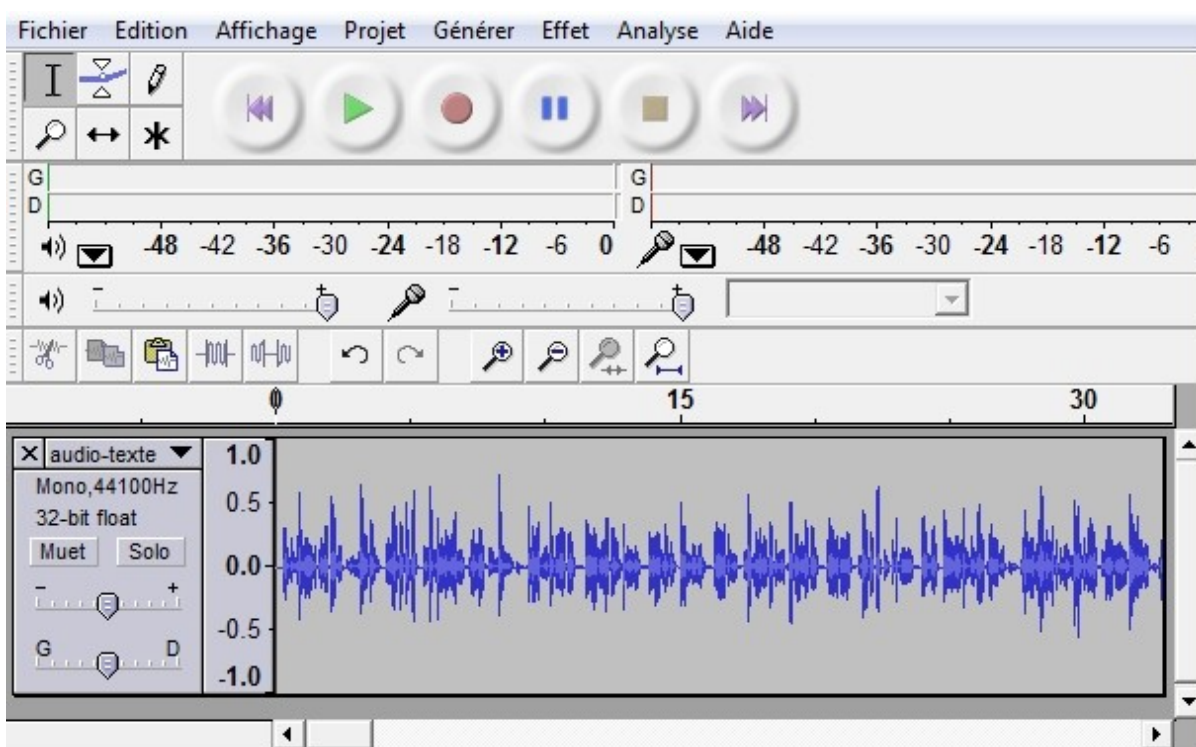 Fichier Edition Affichage Projet Générer Effet Analyse Aide
G G
D D
-48 -42 -36 -30 -24 -18 -12 -6 0 -48 -42 -36 -30 -24 -18 -12 -6
- + - +
0 15 30
X audio-texte 1.0
Mono,44100Hz
32-bit float 0.5
Muet Solo
0.0
- +
-0.5
G D
-1.0